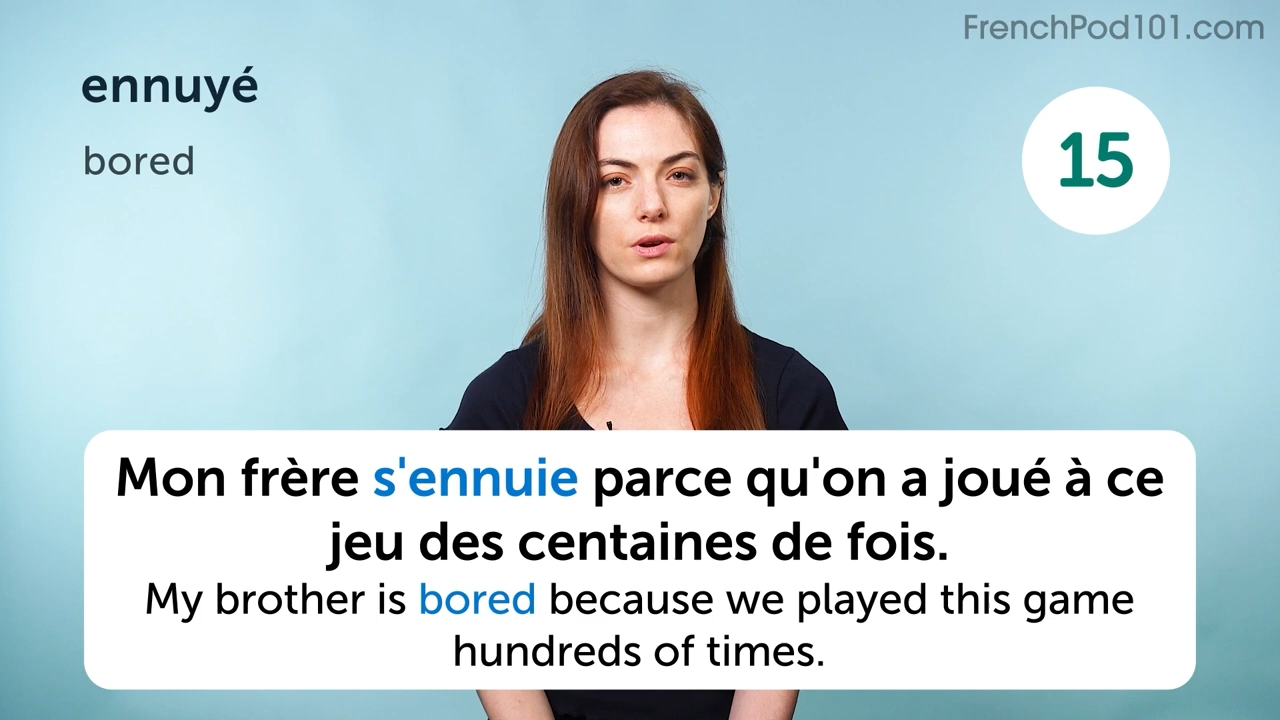 FrenchPod101.com
ennuyé
bored
15
Mon frère s'ennuie parce qu'on a joué à ce
jeu des centaines de fois.
My brother is bored because we played this game
hundreds of times.